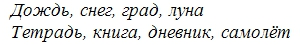 Дождь, снег, град, луна
Тетрадь, книга, дневник, самолёт